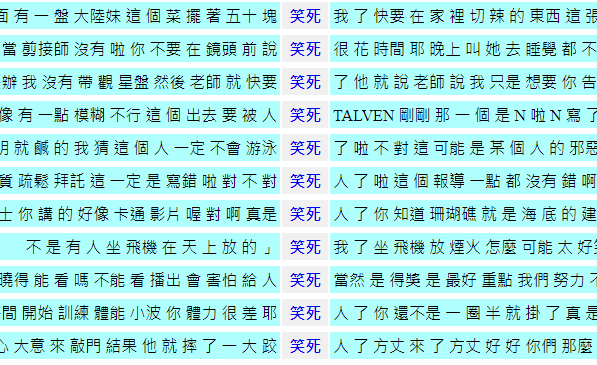 面 有 一 盤 大陸妹 這 個 菜 擺 著 五十 塊 笑死 我 了 快要 在 家 裡 切 辣 的 東西 這 張
當 剪接師 沒有 啦 你 不要 在 鏡頭 前 說 笑死 很 花 時間 耶 晚上 叫 她 去 睡覺 都 不
辦 我 沒有 帶 觀 星盤 然後 老師 就 快要 笑死 了 他 就 說 老師 說 我 只是 想要 你 告
像 有 一點 模糊 不行 這 個 出去 要 被 人 笑死 TALVEN 剛剛 那 一 個 是 N 啦 N 寫 了
就 鹹 的 我 猜 這 個 人 一定 不會 游泳 笑死 了 啦 不 對 這 可能 是 某 個 人 的 邪惡
質 疏鬆 拜託 這 一定 是 寫錯 啦 對 不 對 笑死 人 了 啦 這 個 報導 一點 都 沒有 錯 啊
士 你 講 的 好像 卡通 影片 喔 對 啊 真是 笑死 人 了 你 知道 珊瑚礁 就 是 海 底 的 建
不 是 有 人 坐 飛機 在 天 上 放 的 」 笑死 我 了 坐 飛機 放 煙火 怎麼 可能 太 好笑
曉得 能 看 嗎 不能 看 播出 會 害怕 給 人 笑死 當然 是 得獎 是 最好 重點 我們 努力 不
間 開始 訓練 體能 小波 你 體力 很 差 耶 笑死 人 了 你 還不是 一 圈 半 就 掛 了 真 是
心 大意 來 敲門 結果 他 就 摔 了 一 大 跤 笑死 人 了 方丈 來 了 方丈 好 好 你們 那麼